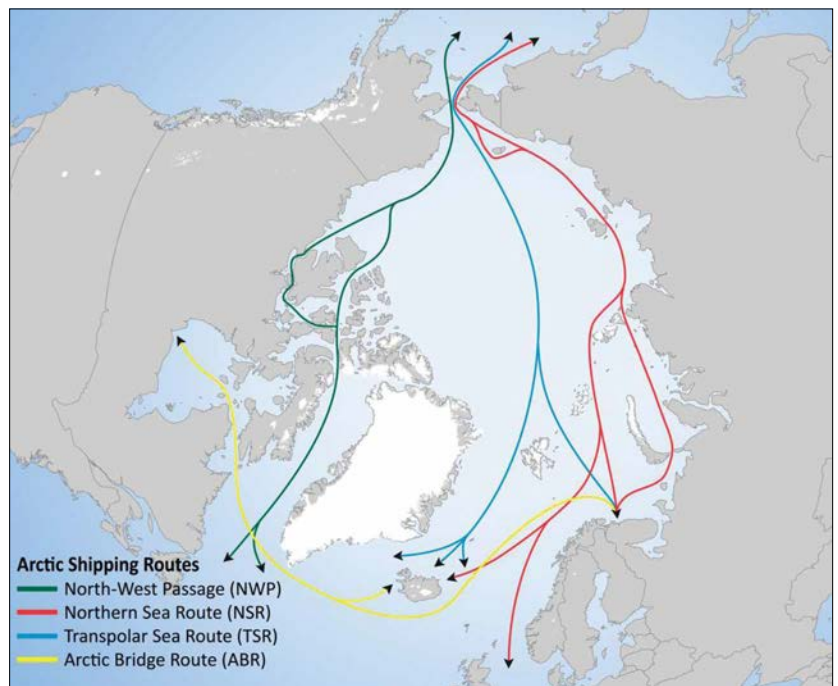 Arctic Shipping Routes
North-West Passage (NWP)
Northern Sea Route (NSR)
Transpolar Sea Route (TSR)
Arctic Bridge Route (ABR)